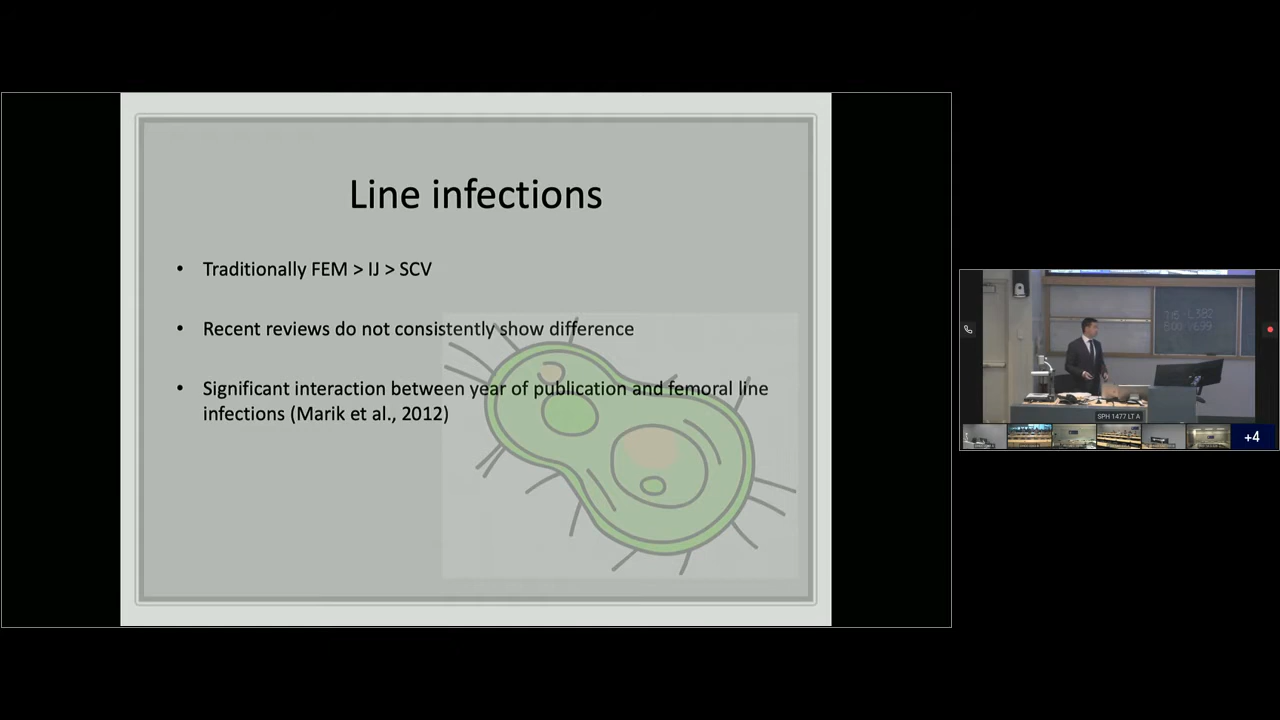 Line infections
• Traditionally FEM > IJ > SCV
• Recent reviews do not consistently show difference
• Significant interaction between year of publication and femoral line
infections (Marik et al., 2012)
SPH 1477 LT A
+4